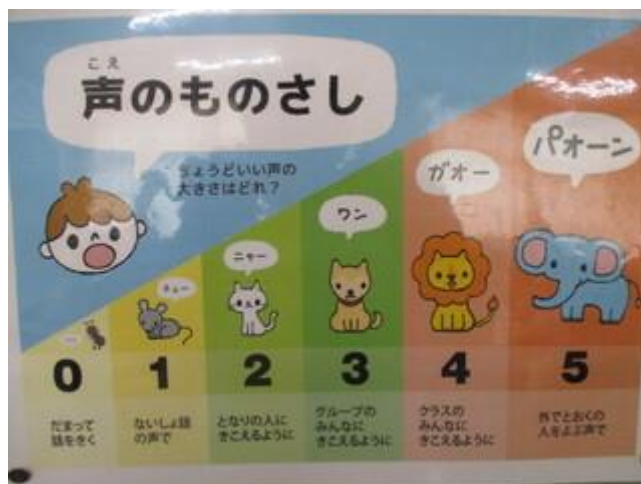 こえ
声のものさし
ちょうどいい声の
大きさはどれ？
パオーン
ガオー
ワン
ニャー
チュー
0
1
2
3
4
5
だまって
話をきく
ないしょ話
の声で
となりの人に
きこえるように
グループの
みんなに
きこえるように
クラスの
みんなに
きこえるように
外でとおくの
人をよぶ声で